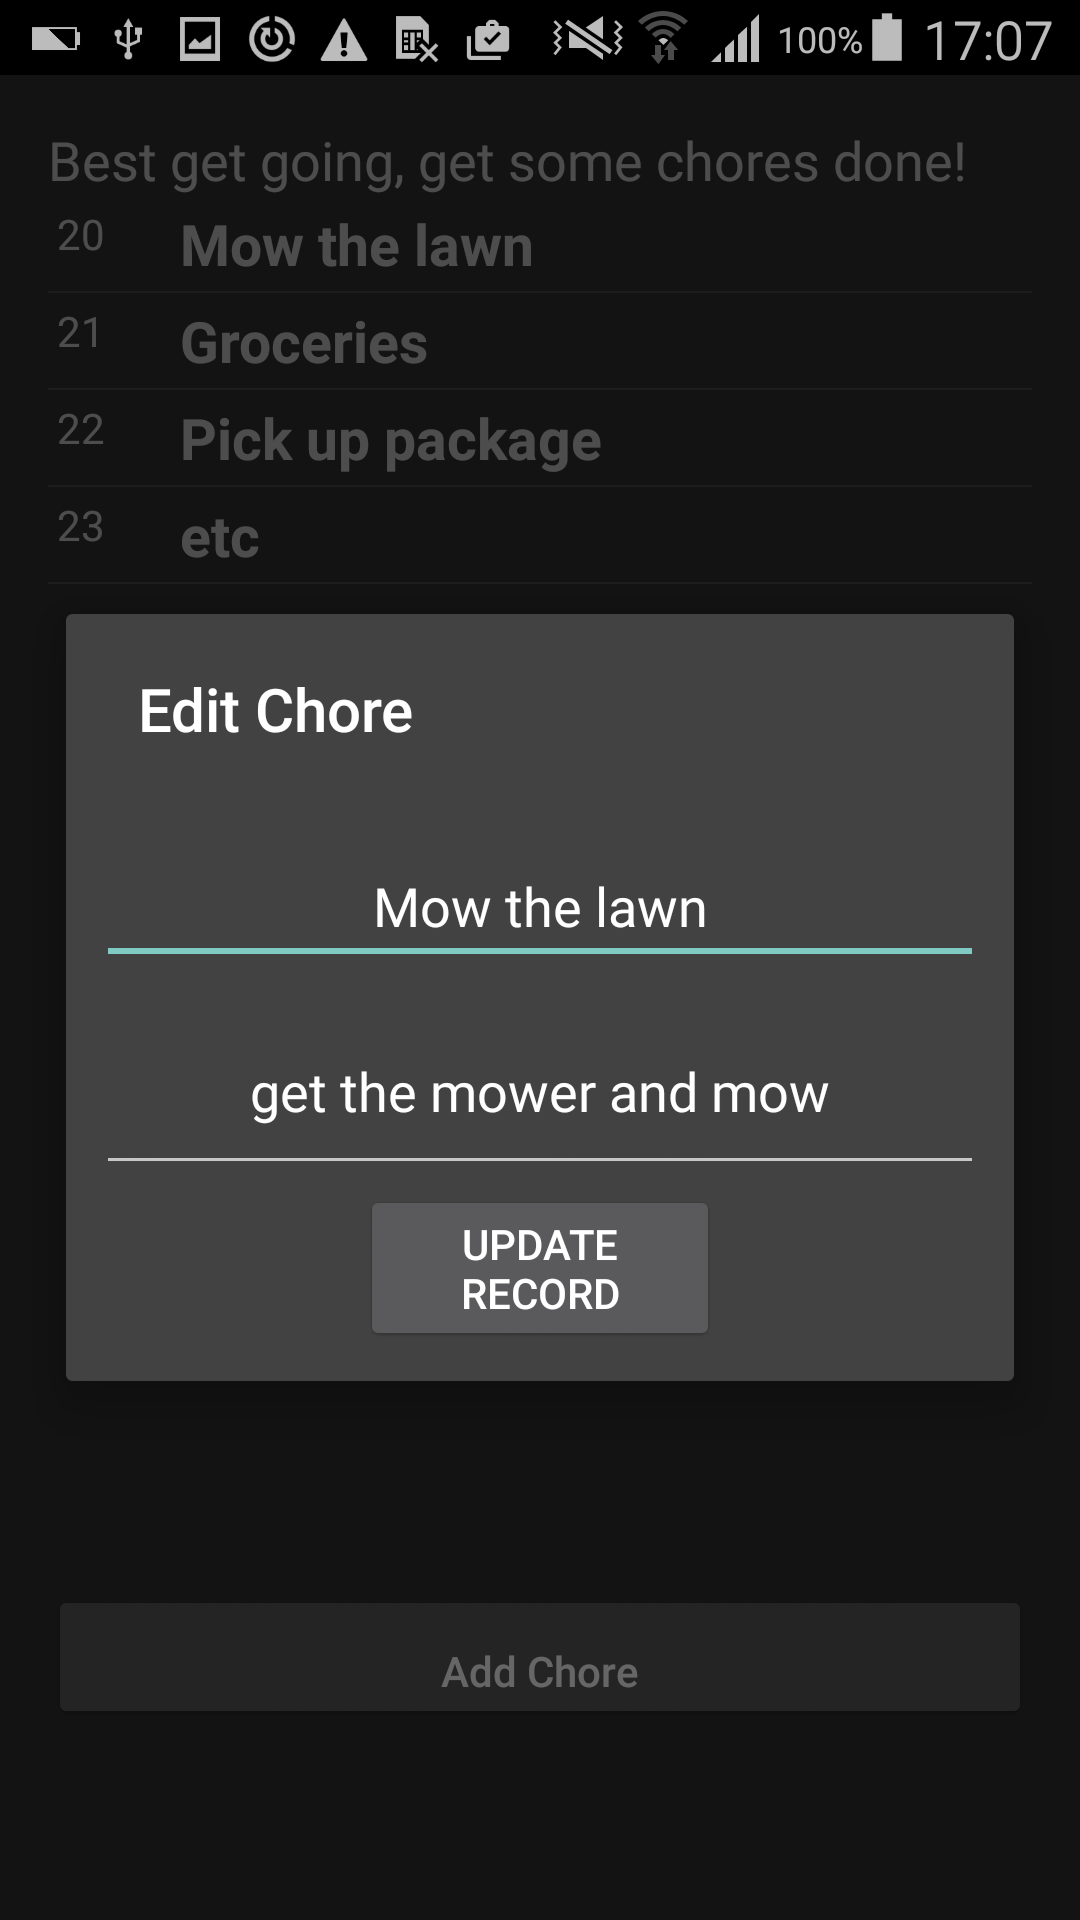 100% 17:07
Best get going, get some chores done!
20 Mow the lawn
21 Groceries
22 Pick up package
23 etc
Edit Chore
Mow the lawn
get the mower and mow
UPDATE
RECORD
Add Chore